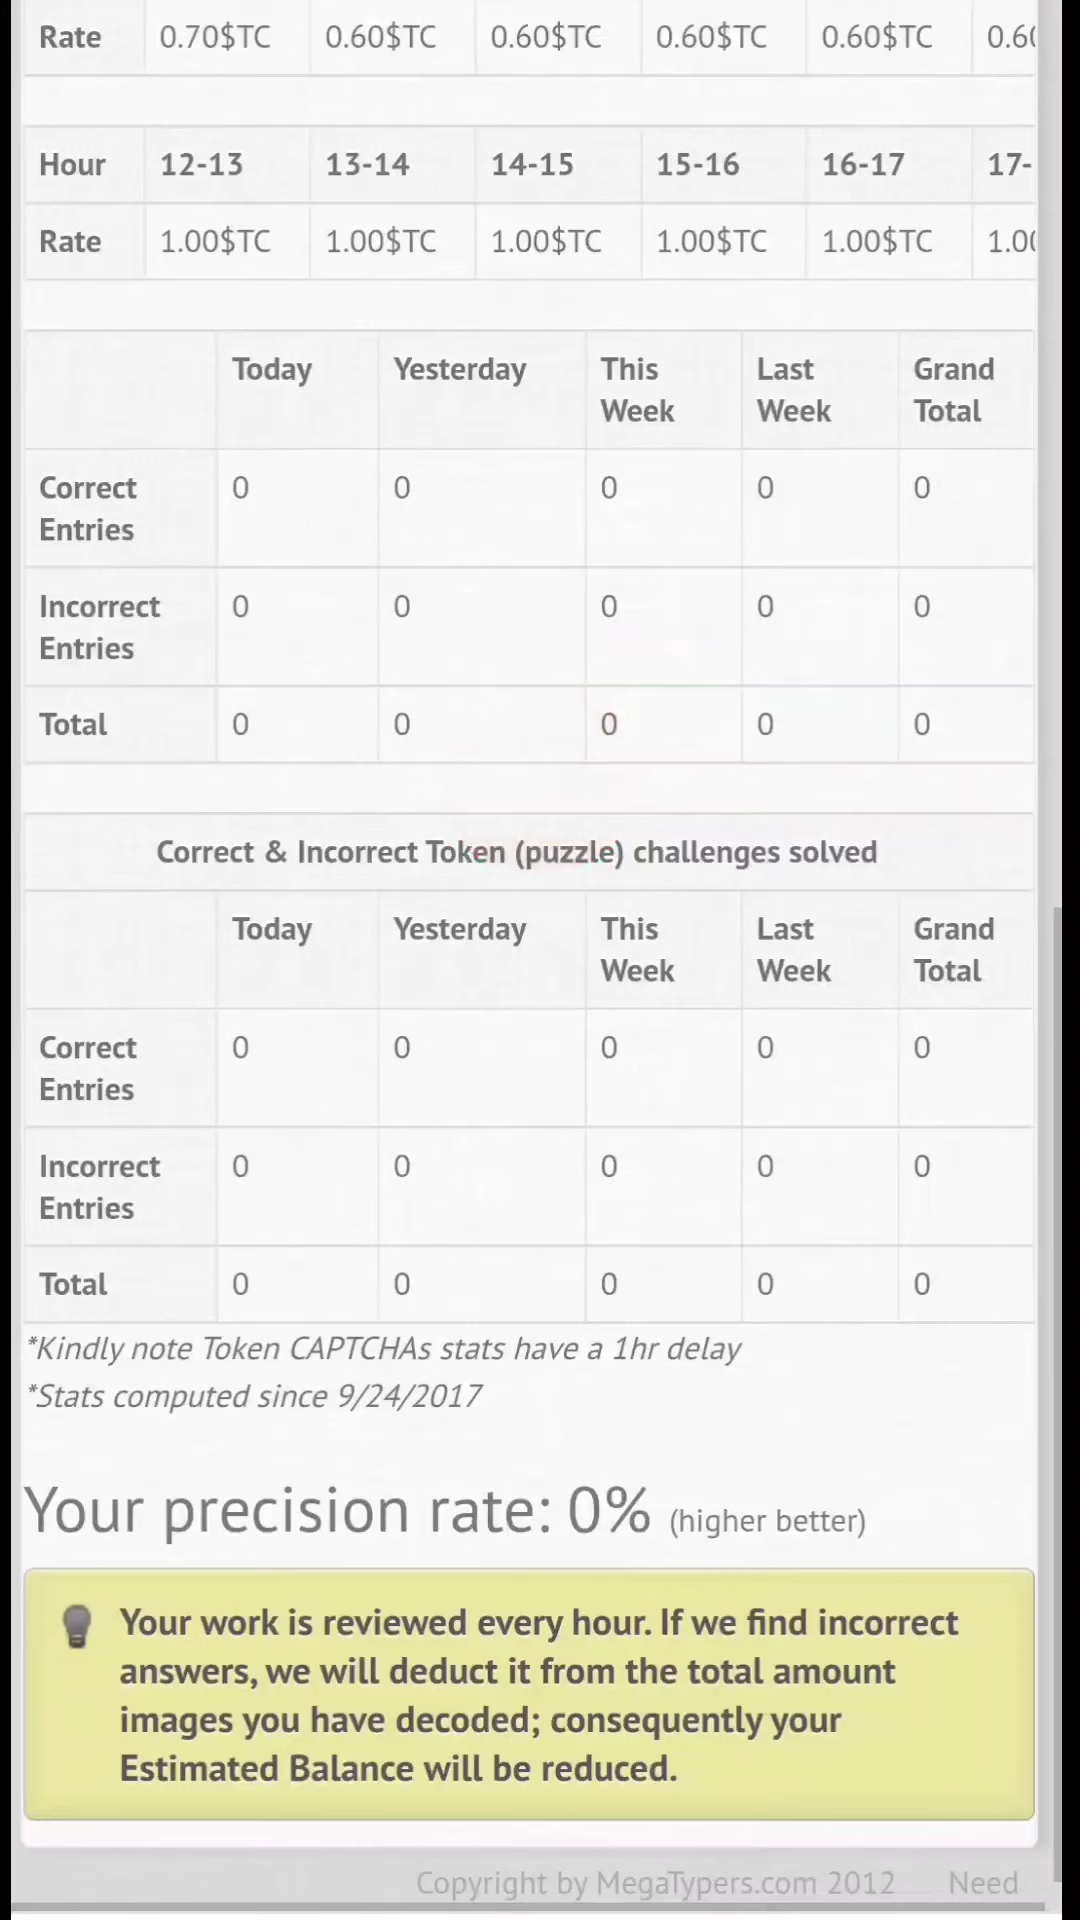 Rate 0.70$TC 0.60$TC 0.60$TC 0.60$TC 0.60$TC 0.60
Hour 12-13 13-14 14-15 15-16 16-17 17-
Rate 1.00$TC 1.00$TC 1.00$TC 1.00$TC 1.00$TC 1.00
Today Yesterday This Week Last Week Grand Total
Correct Entries 0 0 0 0 0
Incorrect Entries 0 0 0 0 0
Total 0 0 0 0 0
Correct & Incorrect Token (puzzle) challenges solved
Today Yesterday This Week Last Week Grand Total
Correct Entries 0 0 0 0 0
Incorrect Entries 0 0 0 0 0
Total 0 0 0 0 0
*Kindly note Token CAPTCHAs stats have a 1hr delay
*Stats computed since 9/24/2017
Your precision rate: 0% (higher better)
Your work is reviewed every hour. If we find incorrect
answers, we will deduct it from the total amount
images you have decoded; consequently your
Estimated Balance will be reduced.
Copyright by MegaTypers.com 2012 Need